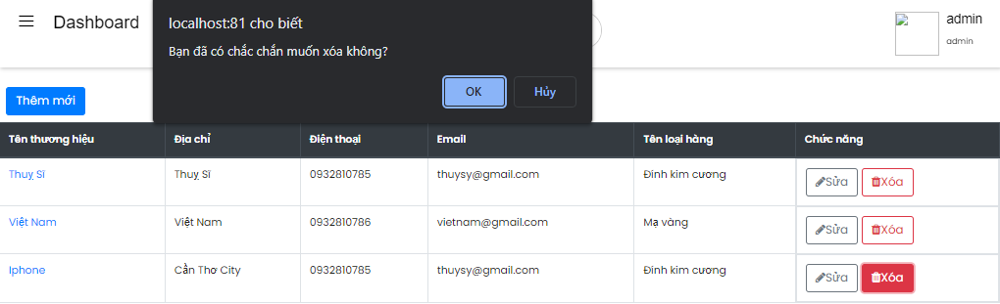 Dashboard
localhost:81 cho biết
Bạn đã có chắc chắn muốn xóa không?
OK Hủy
admin
admin
Thêm mới
Tên thương hiệu Địa chỉ Điện thoại Email Tên loại hàng Chức năng
Thuỵ Sĩ Thuỵ Sĩ 0932810785 thuysy@gmail.com Đính kim cương Sửa Xóa
Việt Nam Việt Nam 0932810786 vietnam@gmail.com Mạ vàng Sửa Xóa
Iphone Cần Thơ City 0932810785 thuysy@gmail.com Đính kim cương Sửa Xóa